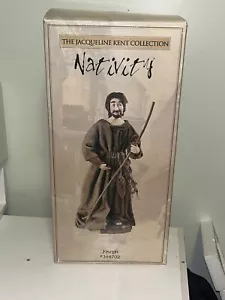 THE JACQUELINE KENT COLLECTION
Nativity
Joseph